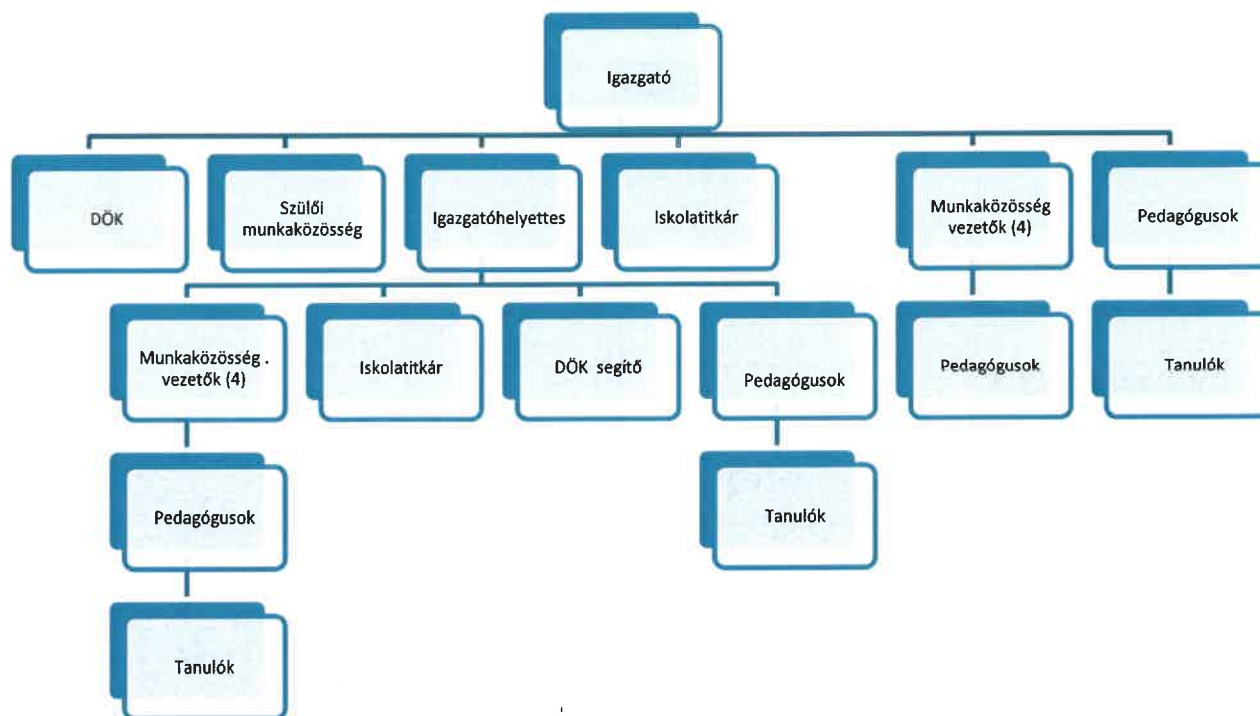 Igazgató
DÖK
Szülői
munkaközösség
Igazgatóhelyettes
Iskolatitkár
Munkaközösség
vezetők (4)
Pedagógusok
Munkaközösség .
vezetők (4)
Iskolatitkár
DÖK segítő
Pedagógusok
Pedagógusok
Tanulók
Pedagógusok
Tanulók
Tanulók